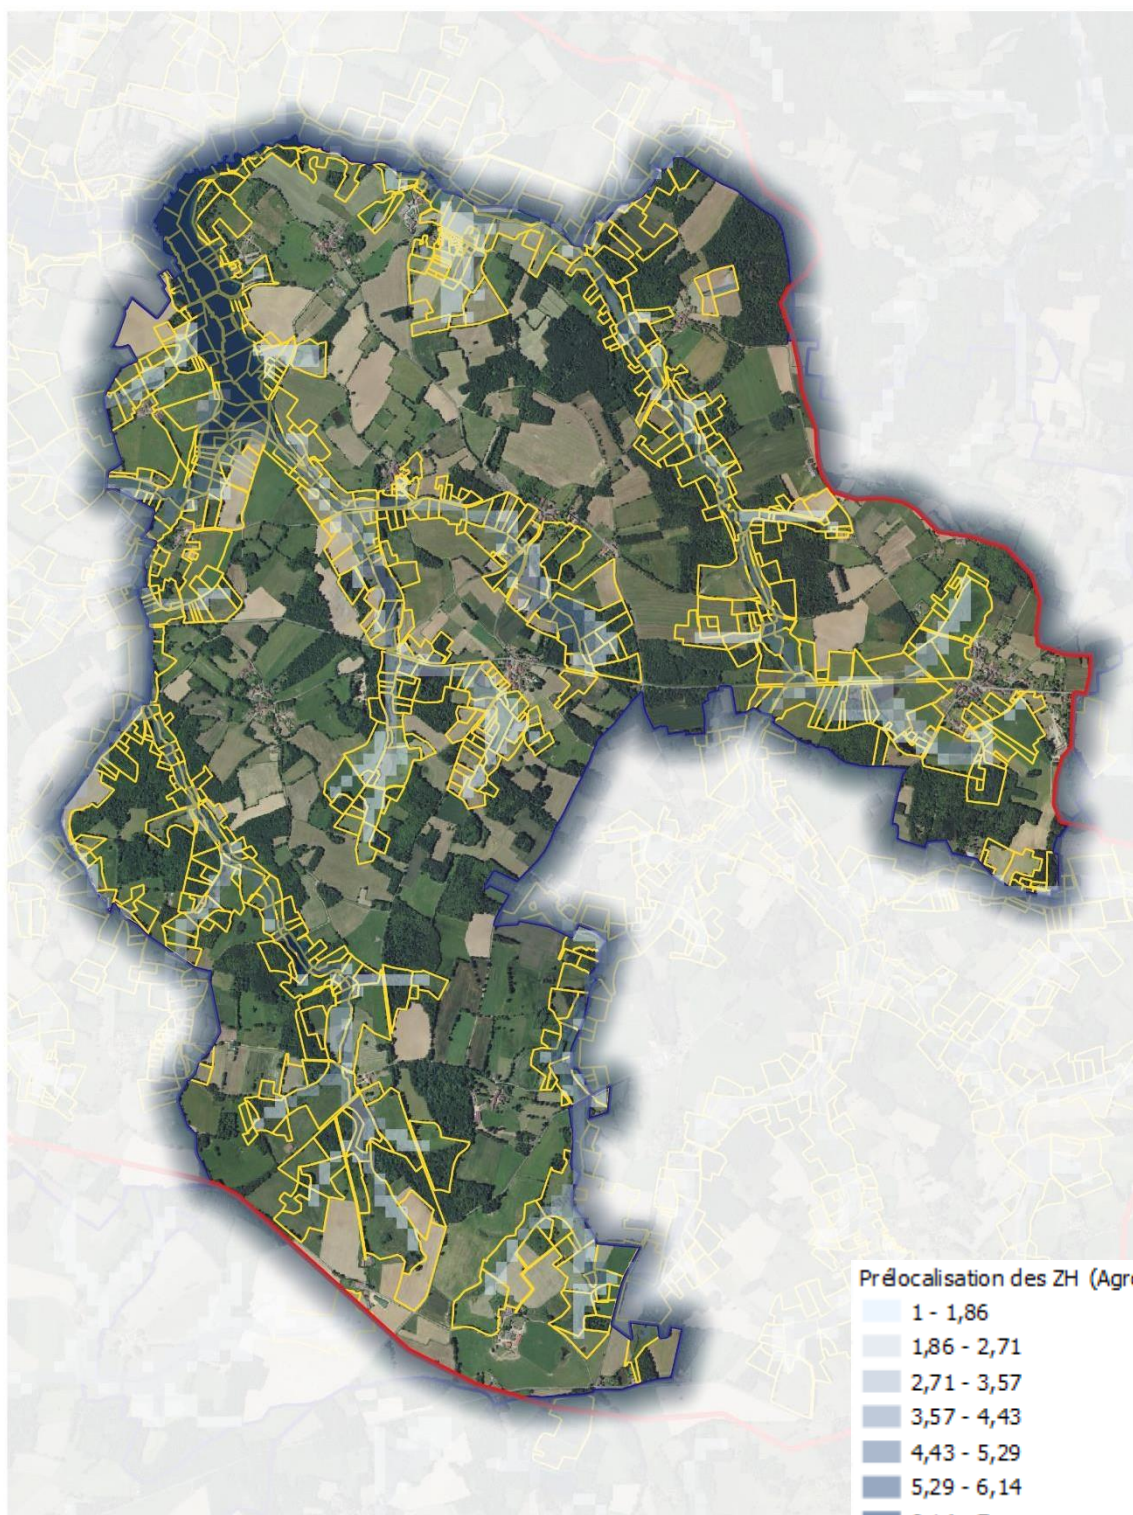 Prélocalisation des ZH (Agro
1 - 1,86
1,86 - 2,71
2,71 - 3,57
3,57 - 4,43
4,43 - 5,29
5,29 - 6,14